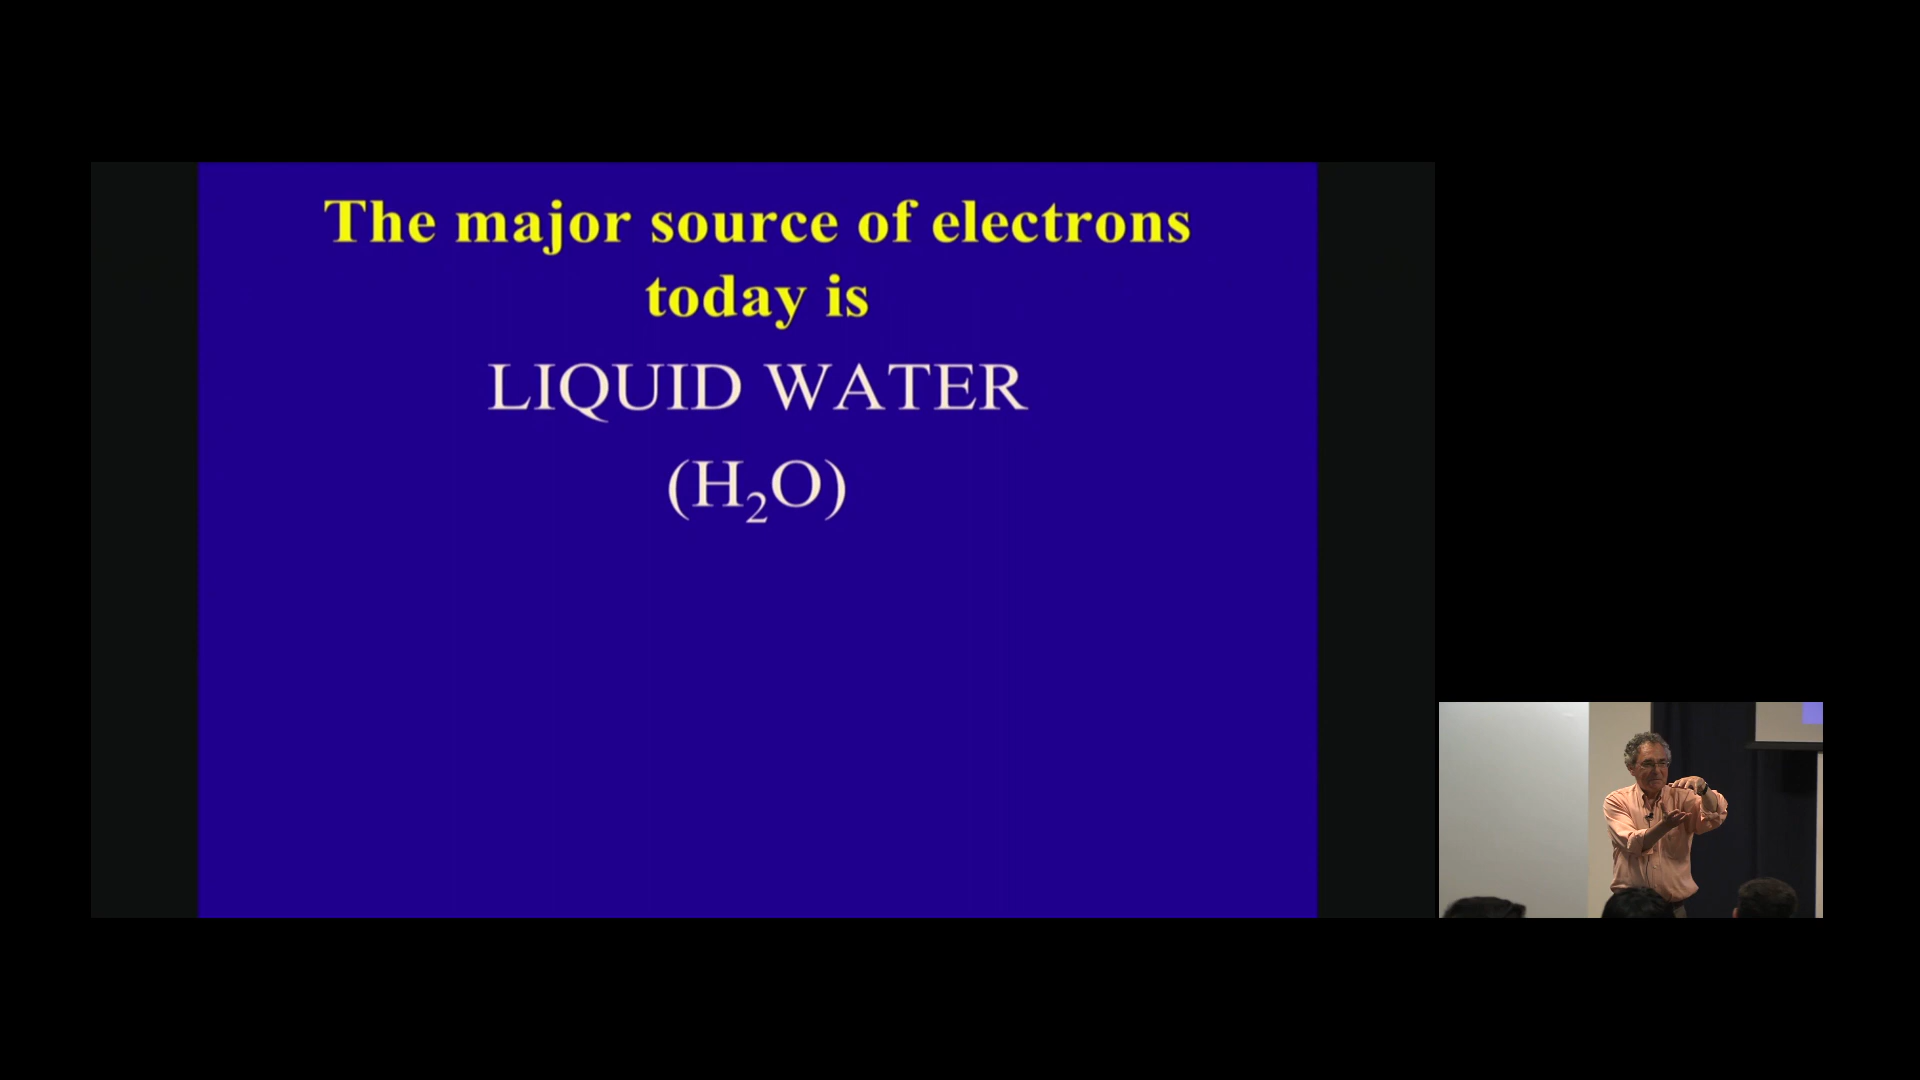 The major source of electrons
today is
LIQUID WATER
(H₂O)